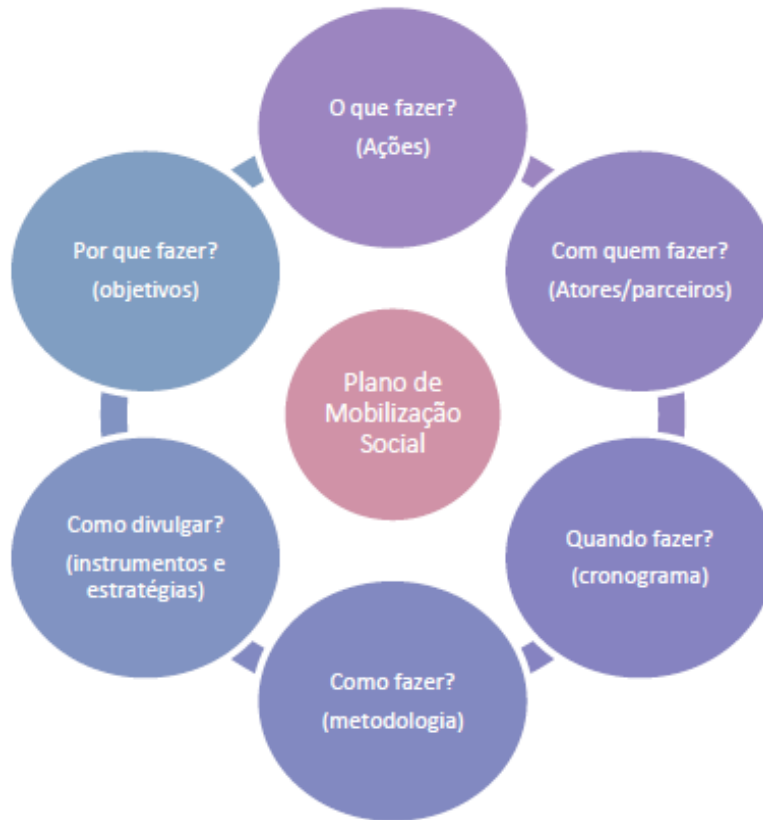 O que fazer?
(Ações)
Com quem fazer?
(Atores/parceiros)
Quando fazer?
(cronograma)
Como fazer?
(metodologia)
Como divulgar?
(instrumentos e
estratégias)
Por que fazer?
(objetivos)
Plano de
Mobilização
Social